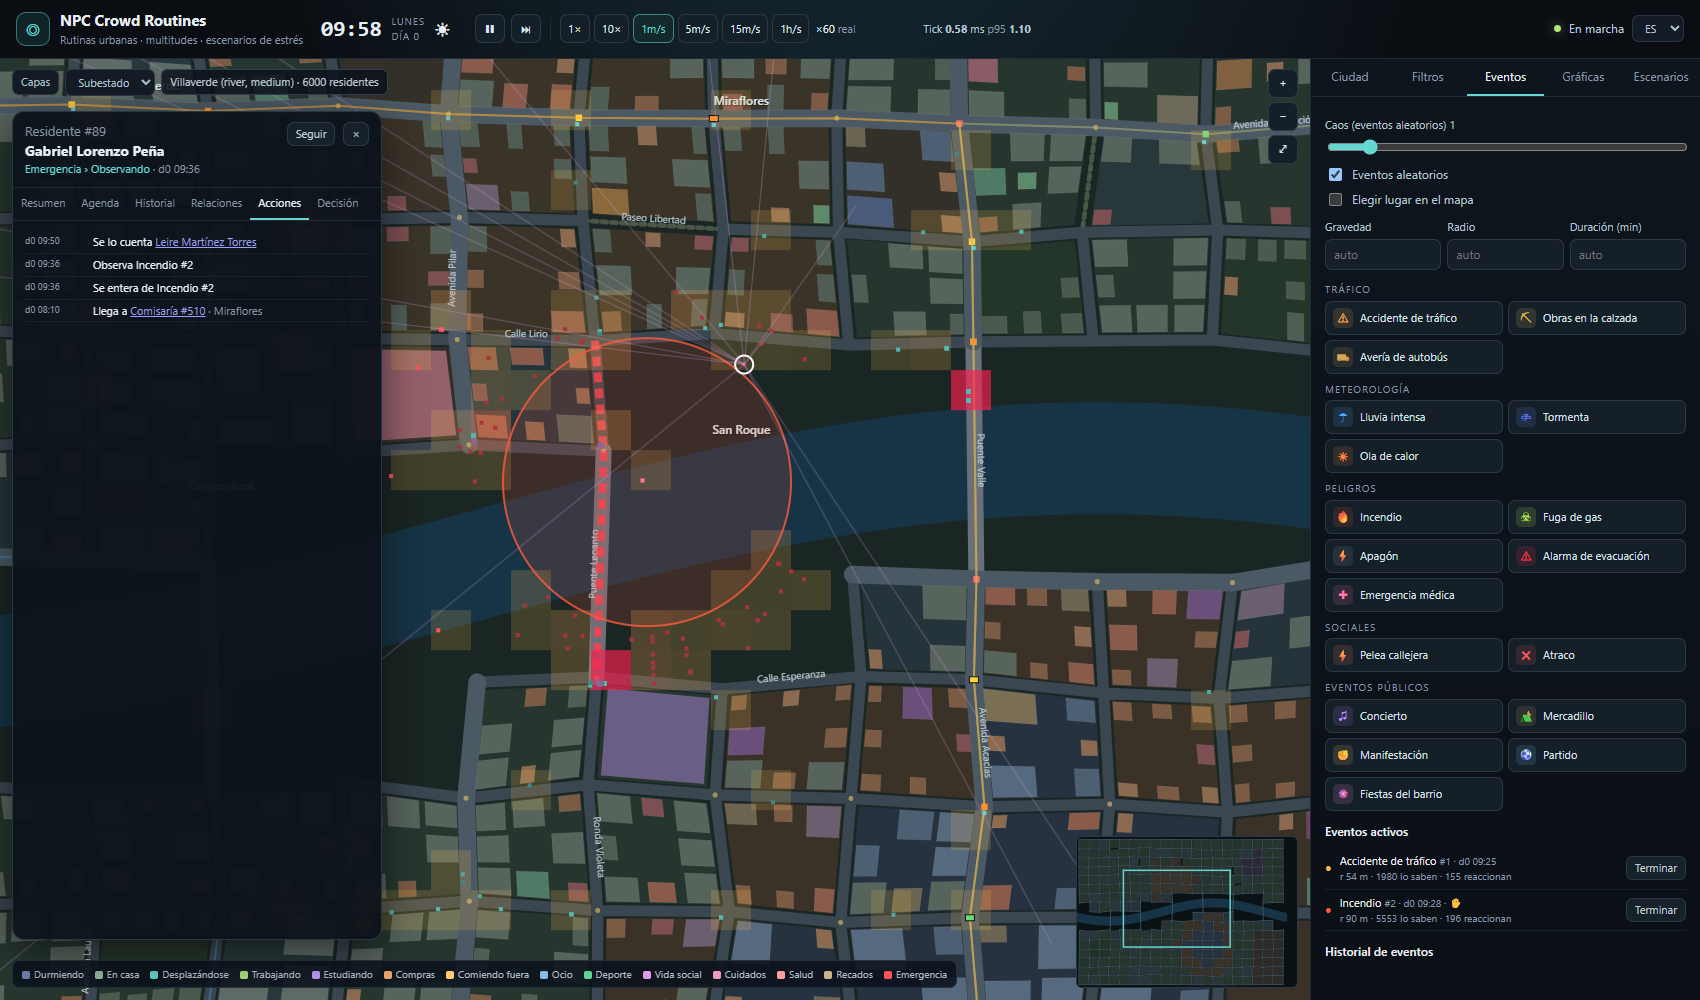 NPC Crowd Routines
Rutinas urbanas · multitudes · escenarios de estrés
09:58
LUNES
DÍA 0
1×
10×
1m/s
5m/s
15m/s
1h/s
×60 real
Tick 0.58 ms p95 1.10
En marcha
ES
Capas
Subestado
Villaverde (river, medium) · 6000 residentes
Residente #89
Gabriel Lorenzo Peña
Emergencia › Observando · d0 09:36
Seguir
×
Resumen
Agenda
Historial
Relaciones
Acciones
Decisión
d0 09:50 Se lo cuenta Leire Martínez Torres
d0 09:36 Observa Incendio #2
d0 09:36 Se entera de Incendio #2
d0 08:10 Llega a Comisaría #510 · Miraflores
Campo Real
Miraflores
Avenida
Paseo Libertad
Avenida Pilar
Calle Lirio
San Roque
Puente Valle
Puente Lepanto
Calle Esperanza
Avenida Acacias
Ronda Violeta
+
−
Durmiendo
En casa
Desplazándose
Trabajando
Estudiando
Compras
Comiendo fuera
Ocio
Deporte
Vida social
Cuidados
Salud
Recados
Emergencia
Ciudad
Filtros
Eventos
Gráficas
Escenarios
Caos (eventos aleatorios) 1
Eventos aleatorios
Elegir lugar en el mapa
Gravedad
Radio
Duración (min)
auto
auto
auto
TRÁFICO
Accidente de tráfico
Obras en la calzada
Avería de autobús
METEOROLOGÍA
Lluvia intensa
Tormenta
Ola de calor
PELIGROS
Incendio
Fuga de gas
Apagón
Alarma de evacuación
Emergencia médica
SOCIALES
Pelea callejera
Atraco
EVENTOS PÚBLICOS
Concierto
Mercadillo
Manifestación
Partido
Fiestas del barrio
Eventos activos
Accidente de tráfico #1 · d0 09:25
r 54 m · 1980 lo saben · 155 reaccionan
Terminar
Incendio #2 · d0 09:28 ·
r 90 m · 5553 lo saben · 196 reaccionan
Terminar
Historial de eventos